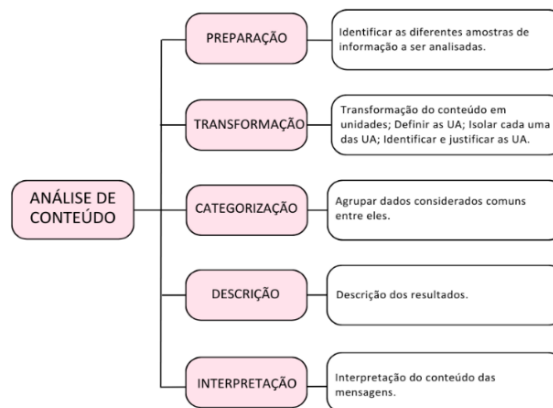 ANÁLISE DE
CONTEÚDO
PREPARAÇÃO
Identificar as diferentes amostras de
informação a ser analisadas.
TRANSFORMAÇÃO
Transformação do conteúdo em
unidades; Definir as UA; Isolar cada uma
das UA; Identificar e justificar as UA.
CATEGORIZAÇÃO
Agrupar dados considerados comuns
entre eles.
DESCRIÇÃO
Descrição dos resultados.
INTERPRETAÇÃO
Interpretação do conteúdo das
mensagens.